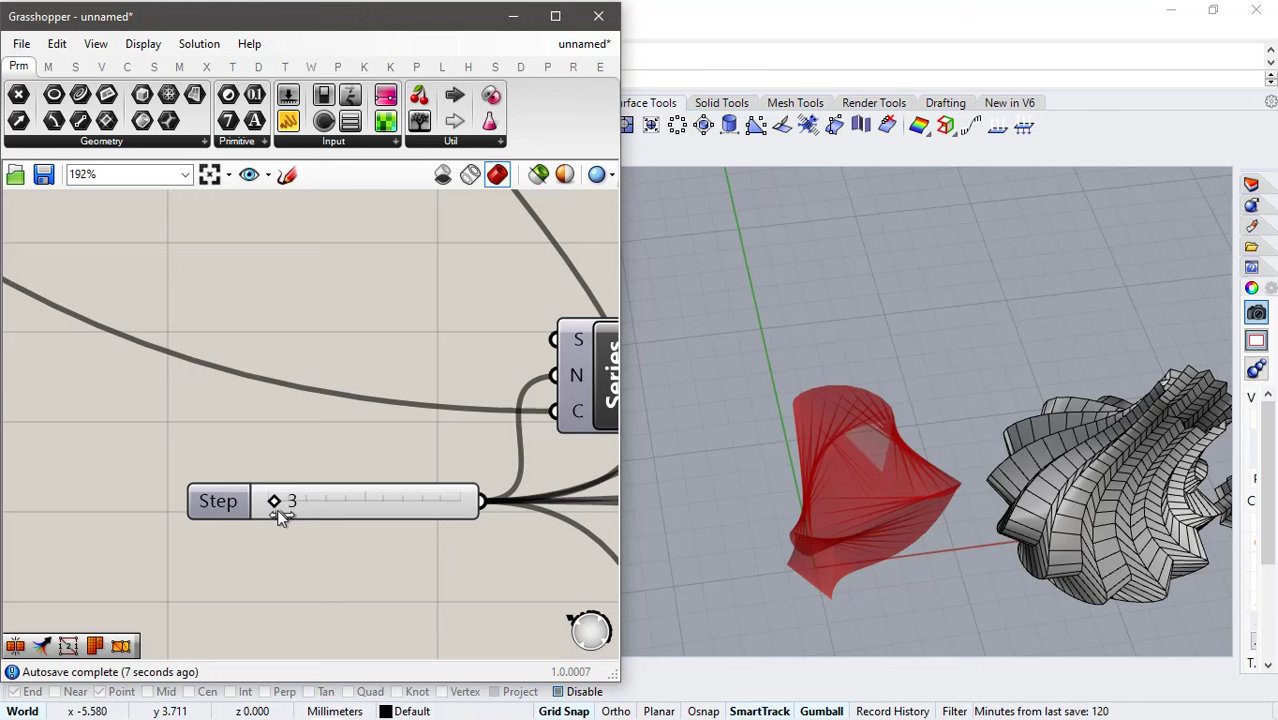 Grasshopper - unnamed*
File Edit View Display Solution Help unnamed*
Prm M S V C S M X T D T W P K K P L H S D P R E
Geometry Primitive Input Util
192%
urface Tools Solid Tools Mesh Tools Render Tools Drafting New in V6
S
N
C
Series
Step 3
Autosave complete (7 seconds ago) 1.0.0007
V
C
T...
End Near Point Mid Cen Int Perp Tan Quad Knot Vertex Project Disable
World x -5.580 y 3.711 z 0.000 Millimeters Default Grid Snap Ortho Planar Osnap SmartTrack Gumball Record History Filter Minutes from last save: 120